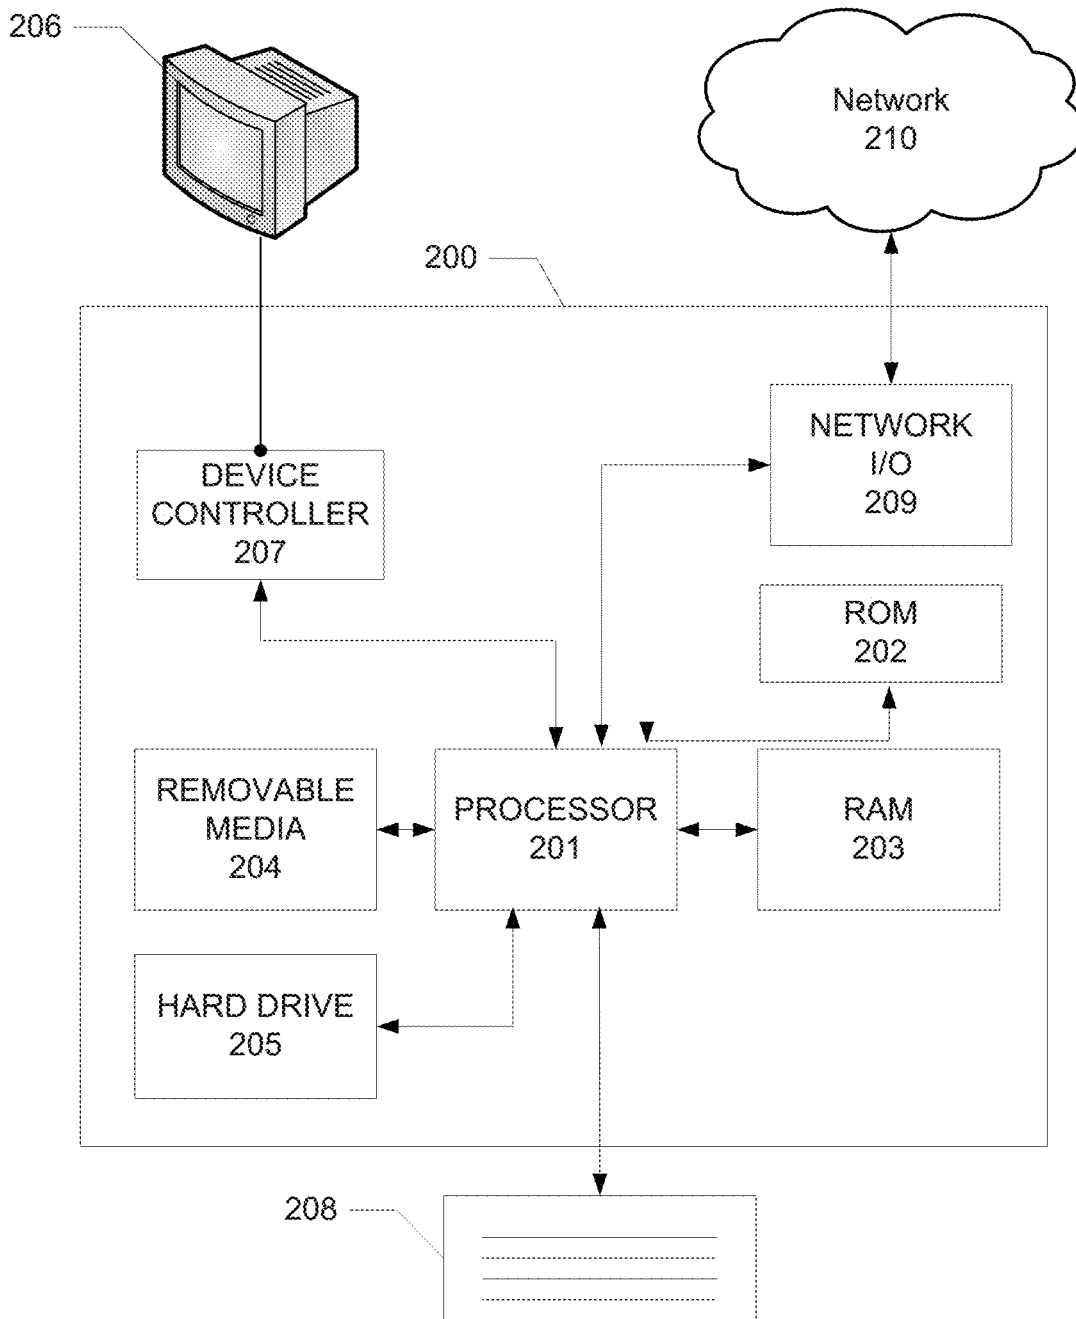 206
Network
210
200
NETWORK
I/O
209
DEVICE
CONTROLLER
207
ROM
202
REMOVABLE
MEDIA
204
PROCESSOR
201
RAM
203
HARD DRIVE
205
208